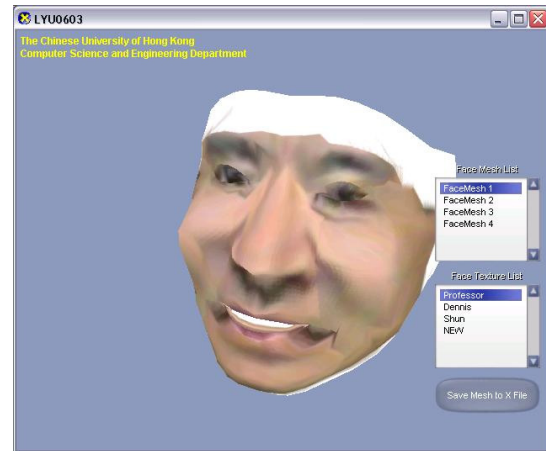 LYU0603
The Chinese University of Hong Kong
Computer Science and Engineering Department
Face Mesh List
FaceMesh 1
FaceMesh 2
FaceMesh 3
FaceMesh 4
Face Texture List
Professor
Dennis
Shun
NEW
Save Mesh to X File